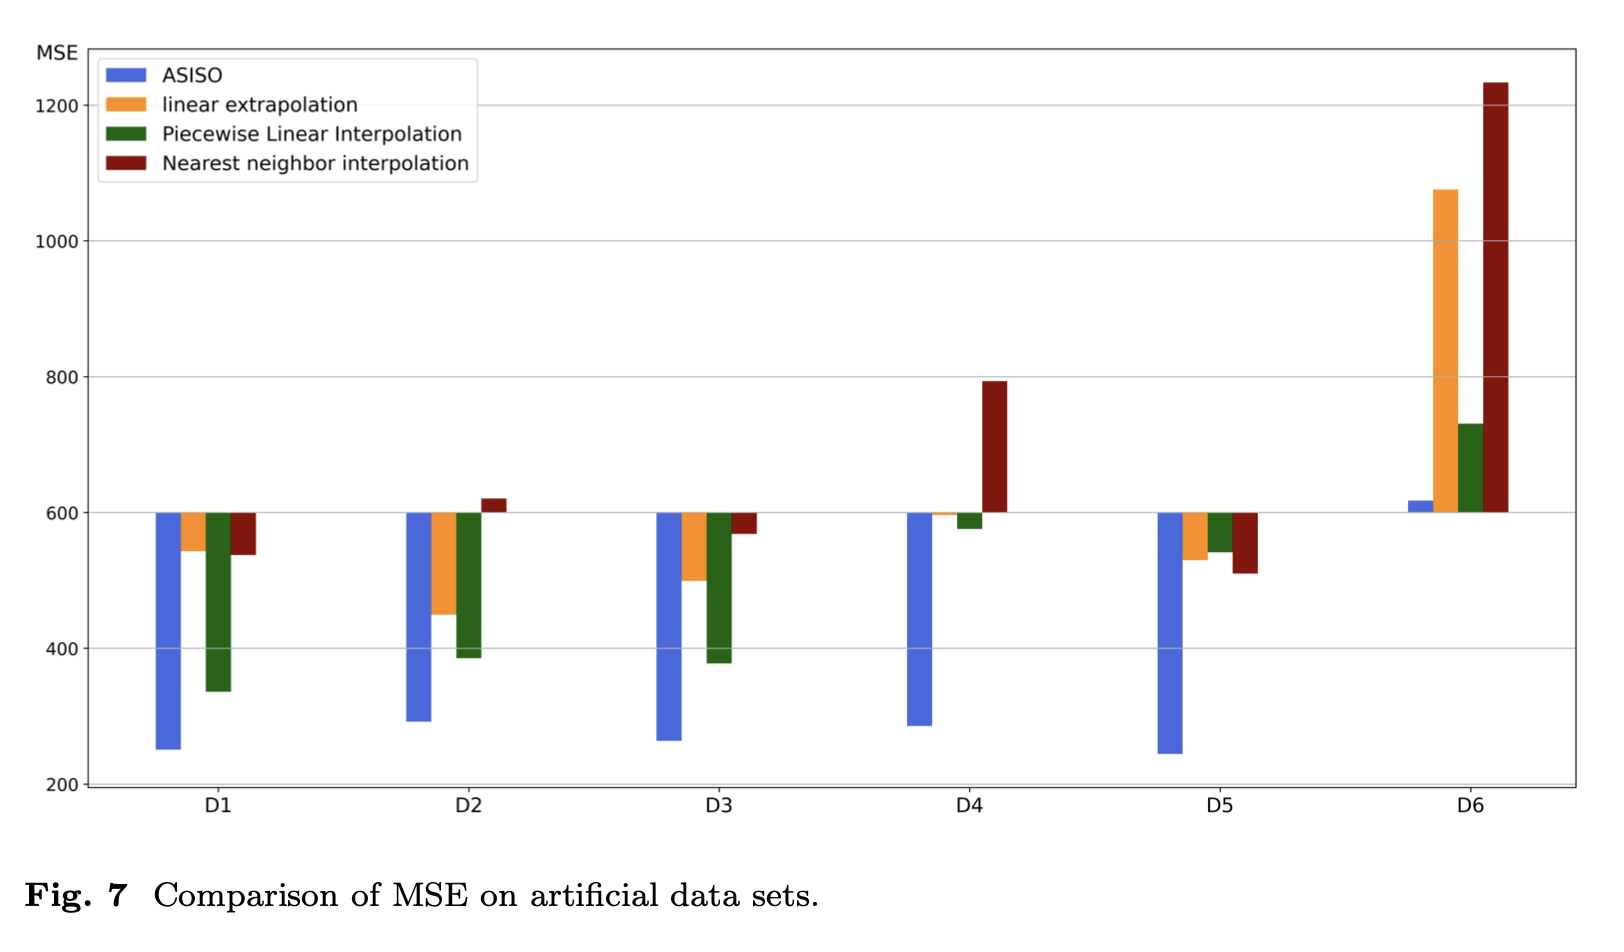 MSE
ASISO
linear extrapolation
Piecewise Linear Interpolation
Nearest neighbor interpolation
1200
1000
800
600
400
200
D1 D2 D3 D4 D5 D6
Fig. 7 Comparison of MSE on artificial data sets.